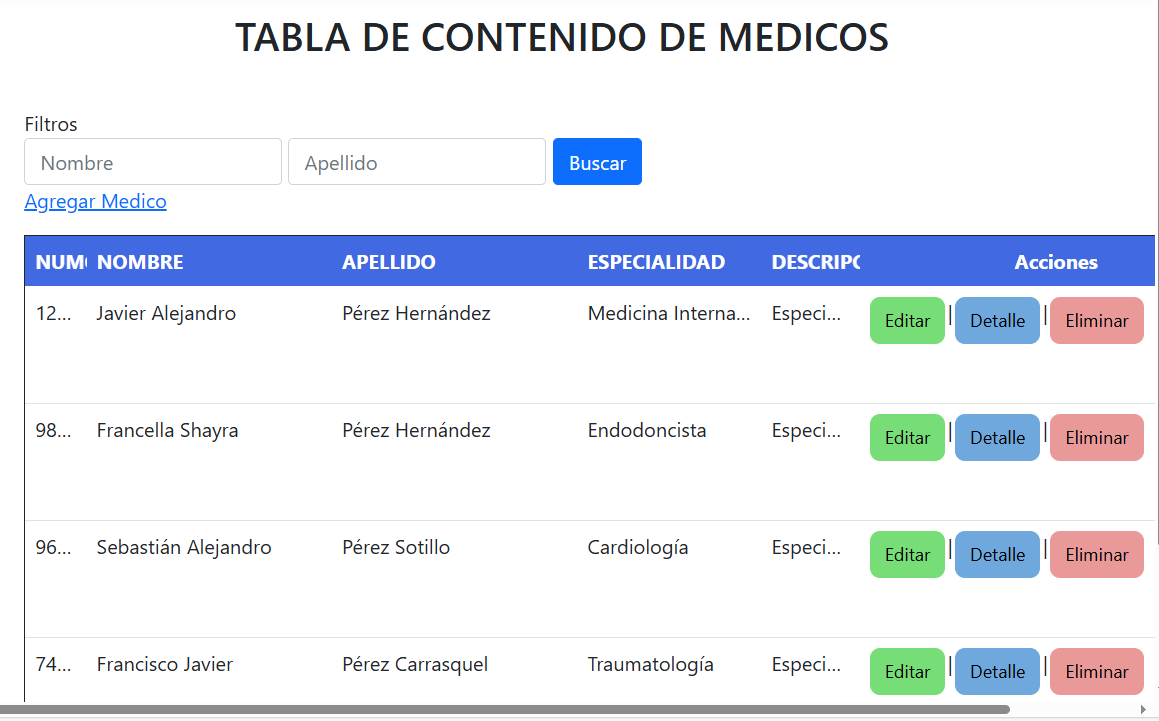 TABLA DE CONTENIDO DE MEDICOS
Filtros
Nombre Apellido Buscar
Agregar Medico
NOMBRE APELLIDO ESPECIALIDAD Acciones
12... Javier Alejandro Pérez Hernández Medicina Interna... Especi... Editar | Detalle | Eliminar
98... Francella Shayra Pérez Hernández Endodoncista Especi... Editar | Detalle | Eliminar
96... Sebastián Alejandro Pérez Sotillo Cardiología Especi... Editar | Detalle | Eliminar
74... Francisco Javier Pérez Carrasquel Traumatología Especi... Editar | Detalle | Eliminar